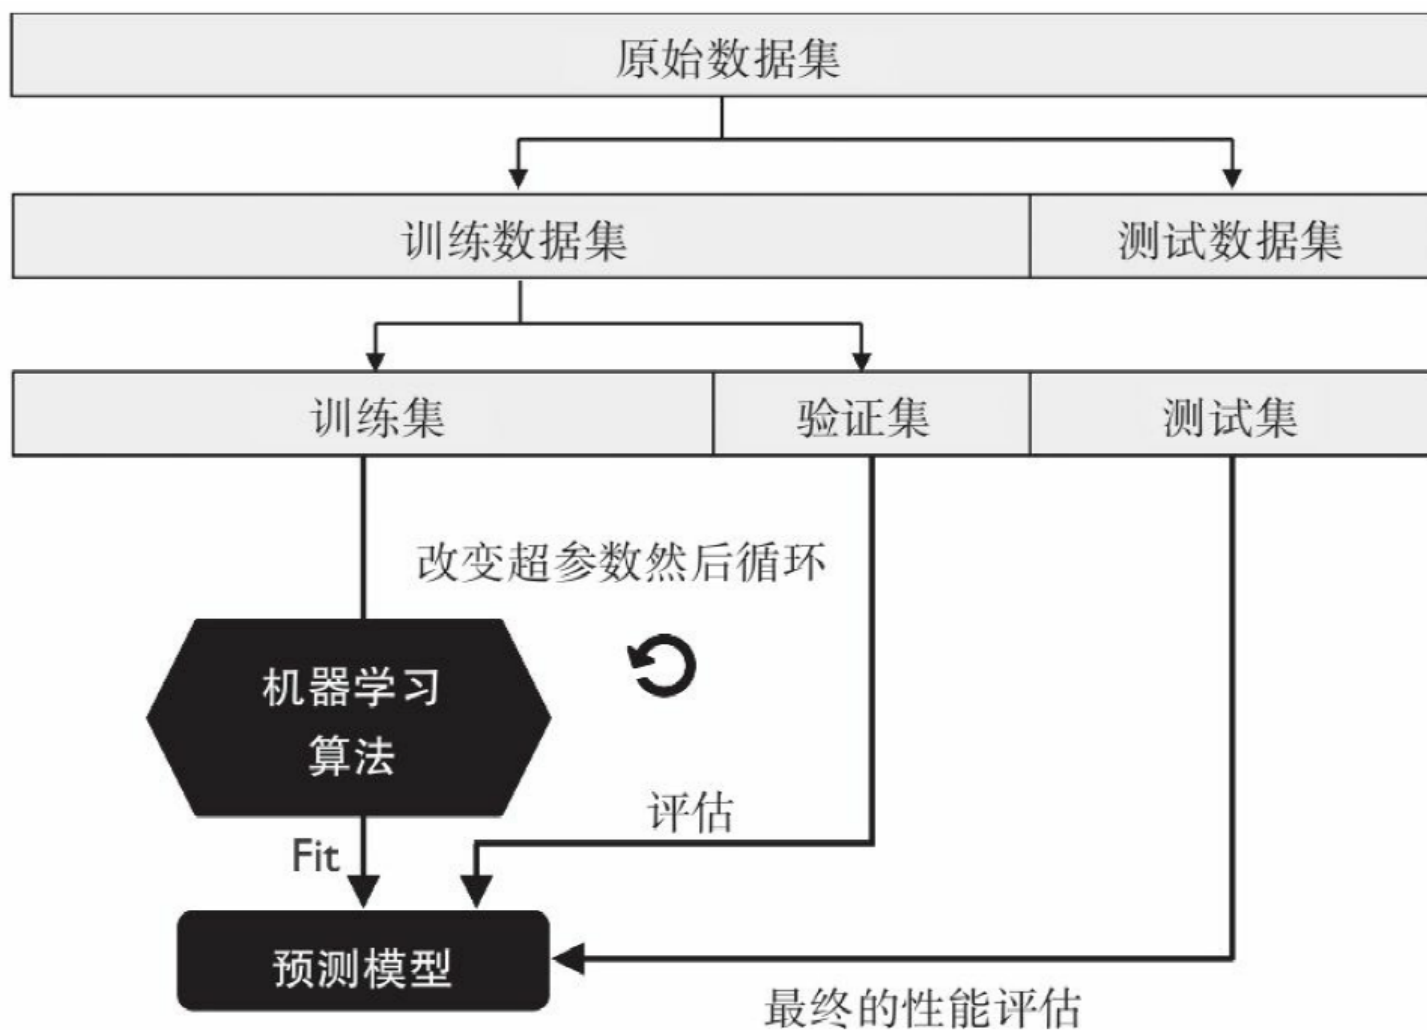 原始数据集
训练数据集
测试数据集
训练集
验证集
测试集
改变超参数然后循环
机器学习
算法
评估
Fit
预测模型
最终的性能评估